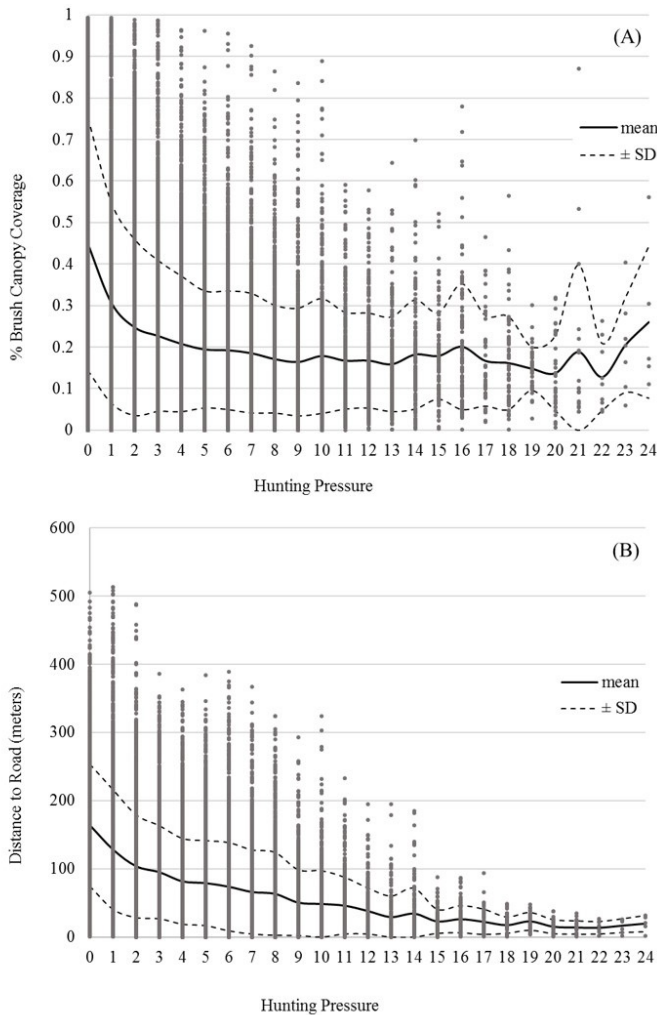 1
(A)
0.9
0.8
0.7
mean
± SD
0.6
0.5
0.4
0.3
0.2
0.1
0
% Brush Canopy Coverage
0 1 2 3 4 5 6 7 8 9 10 11 12 13 14 15 16 17 18 19 20 21 22 23 24
Hunting Pressure
600
(B)
500
400
mean
± SD
300
200
100
0
Distance to Road (meters)
0 1 2 3 4 5 6 7 8 9 10 11 12 13 14 15 16 17 18 19 20 21 22 23 24
Hunting Pressure